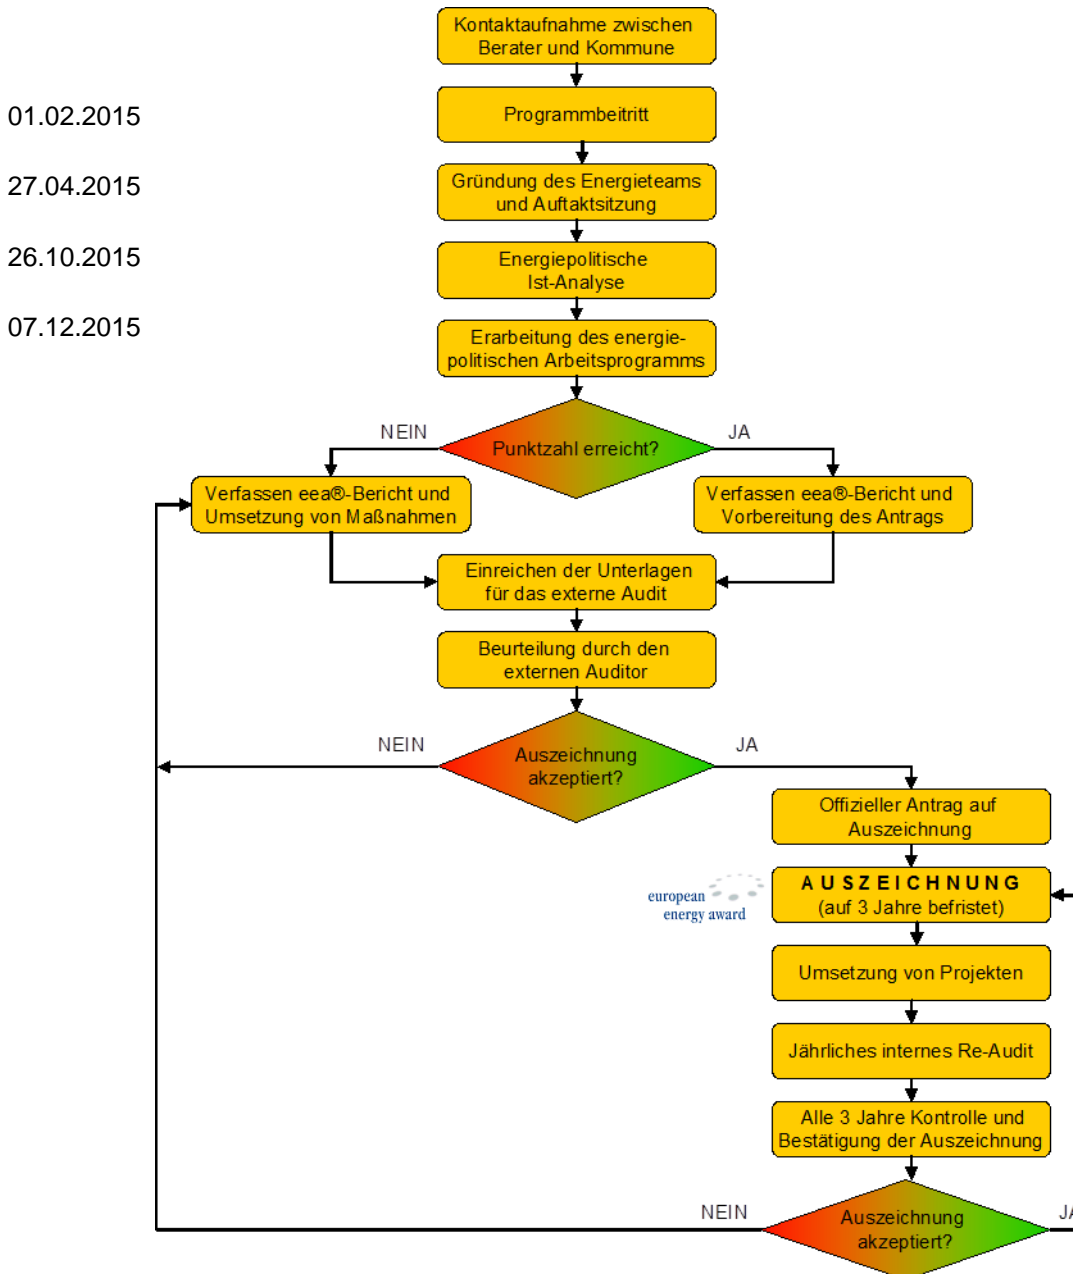 Kontaktaufnahme zwischen
Berater und Kommune
01.02.2015
Programmbeitritt
27.04.2015
Gründung des Energieteams
und Auftaktsitzung
26.10.2015
Energiepolitische
Ist-Analyse
07.12.2015
Erarbeitung des energie-
politischen Arbeitsprogramms
NEIN
Punktzahl erreicht?
JA
Verfassen eea®-Bericht und
Umsetzung von Maßnahmen
Verfassen eea®-Bericht und
Vorbereitung des Antrags
Einreichen der Unterlagen
für das externe Audit
Beurteilung durch den
externen Auditor
NEIN
Auszeichnung
akzeptiert?
JA
Offizieller Antrag auf
Auszeichnung
european
energy award
AUSZEICHNUNG
(auf 3 Jahre befristet)
Umsetzung von Projekten
Jährliches internes Re-Audit
Alle 3 Jahre Kontrolle und
Bestätigung der Auszeichnung
NEIN
Auszeichnung
akzeptiert?
JA